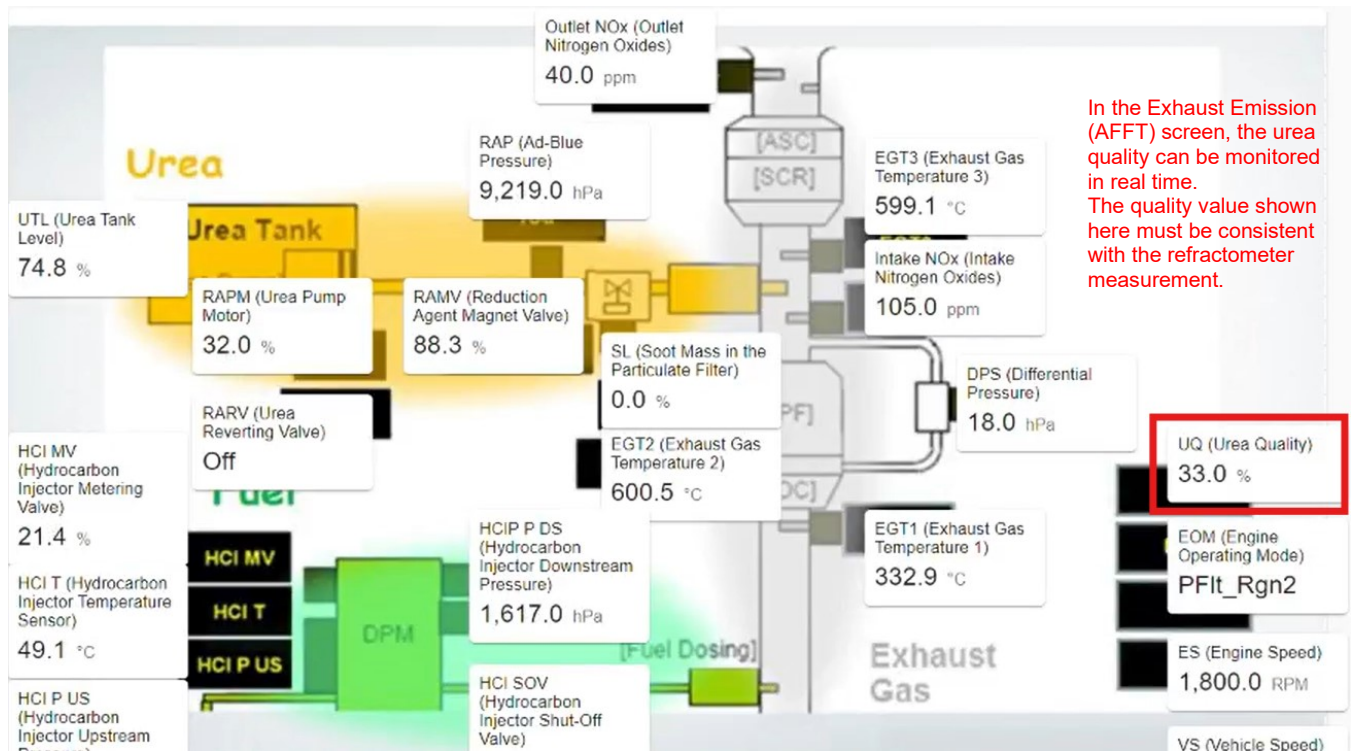 Outlet NOx (Outlet
Nitrogen Oxides)
40.0 ppm
In the Exhaust Emission
(AFFT) screen, the urea
quality can be monitored
in real time.
The quality value shown
here must be consistent
with the refractometer
measurement.
Urea
RAP (Ad-Blue
Pressure)
9,219.0 hPa
[ASC]
[SCR]
EGT3 (Exhaust Gas
Temperature 3)
599.1 °C
UTL (Urea Tank
Level)
74.8 %
Urea Tank
Intake NOx (Intake
Nitrogen Oxides)
105.0 ppm
RAPM (Urea Pump
Motor)
32.0 %
RAMV (Reduction
Agent Magnet Valve)
88.3 %
SL (Soot Mass in the
Particulate Filter)
0.0 %
DPS (Differential
Pressure)
18.0 hPa
PF]
RARV (Urea
Reverting Valve)
Off
EGT2 (Exhaust Gas
Temperature 2)
600.5 °C
UQ (Urea Quality)
33.0 %
HCI MV
(Hydrocarbon
Injector Metering
Valve)
21.4 %
Fuel
OC]
HCI MV
HCIP P DS
(Hydrocarbon
Injector Downstream
Pressure)
1,617.0 hPa
EGT1 (Exhaust Gas
Temperature 1)
332.9 °C
EOM (Engine
Operating Mode)
PFlt_Rgn2
HCI T (Hydrocarbon
Injector Temperature
Sensor)
49.1 °C
HCI T
DPM
HCI P US
[Fuel Dosing]
Exhaust
Gas
ES (Engine Speed)
1,800.0 RPM
HCI P US
(Hydrocarbon
Injector Upstream
HCI SOV
(Hydrocarbon
Injector Shut-Off
Valve)
VS (Vehicle Speed)